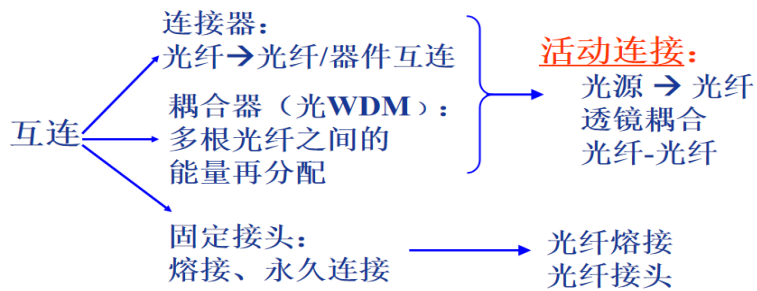 互连
连接器：
光纤→光纤/器件互连
耦合器（光WDM）：
多根光纤之间的
能量再分配
固定接头：
熔接、永久连接
活动连接：
光源 → 光纤
透镜耦合
光纤-光纤
光纤熔接
光纤接头